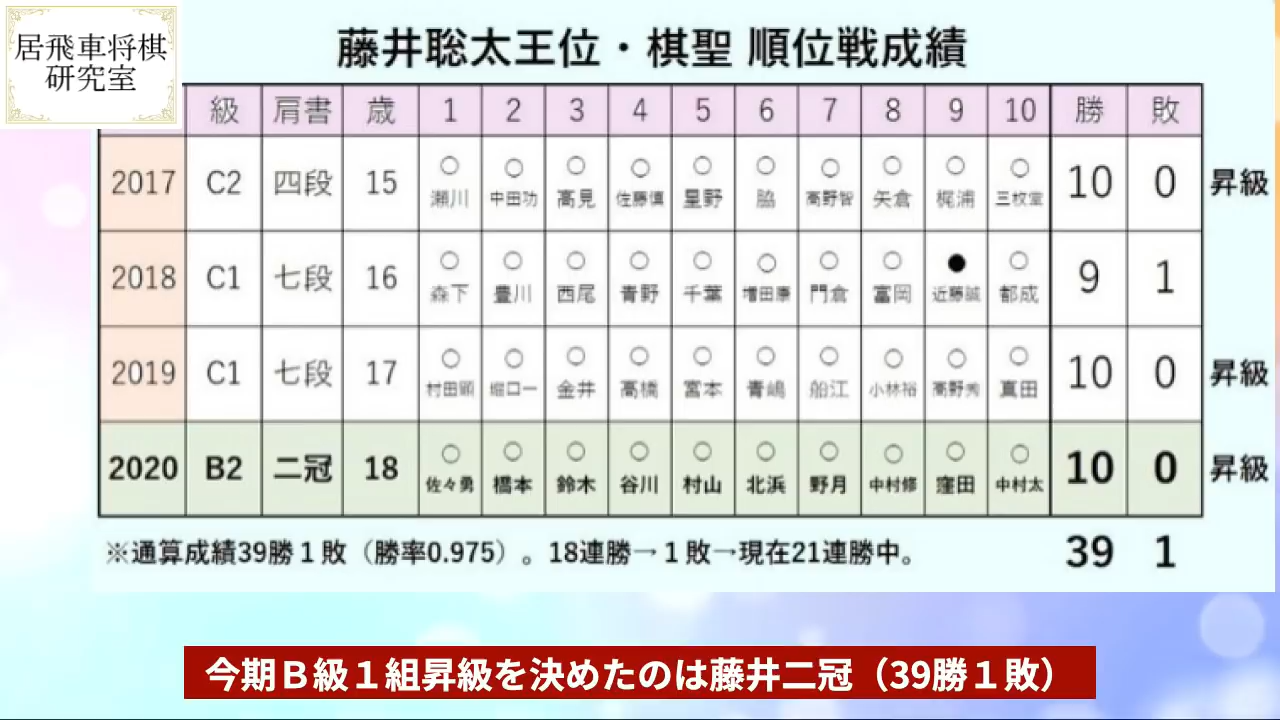 居飛車将棋
研究室
藤井聡太王位・棋聖 順位戦成績
級 肩書 歳 1 2 3 4 5 6 7 8 9 10 勝 敗
2017 C2 四段 15 ○ ○ ○ ○ ○ ○ ○ ○ ○ ○ 10 0 昇級
瀬川 中田功 高見 佐藤慎 星野 脇 高野智 矢倉 梶浦 三枚堂
2018 C1 七段 16 ○ ○ ○ ○ ○ ○ ○ ○ ● ○ 9 1
森下 豊川 西尾 青野 千葉 増田康 門倉 富岡 近藤誠 都成
2019 C1 七段 17 ○ ○ ○ ○ ○ ○ ○ ○ ○ ○ 10 0 昇級
村田顕 堀口一 金井 高橋 宮本 青嶋 船江 小林裕 高野秀 真田
2020 B2 二冠 18 ○ ○ ○ ○ ○ ○ ○ ○ ○ ○ 10 0 昇級
佐々勇 橋本 鈴木 谷川 村山 北浜 野月 中村修 窪田 中村太
※通算成績39勝１敗（勝率0.975）。18連勝→１敗→現在21連勝中。 39 1
今期Ｂ級１組昇級を決めたのは藤井二冠（39勝１敗）